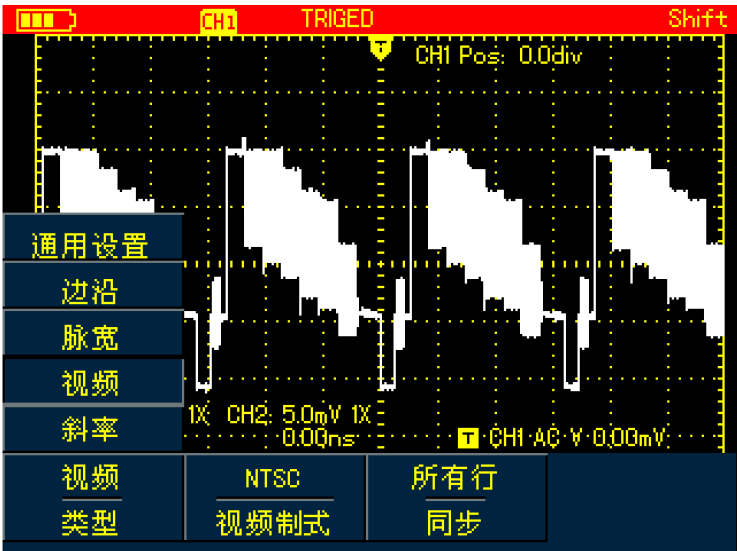 CH1 TRIGED Shift
T CH1 Pos: 0.0div
通用设置
边沿
脉宽
视频
斜率
1X CH2: 5.0mV 1X
0.00ns T CH1 AC V 0.00mV
视频 NTSC 所有行
类型 视频制式 同步